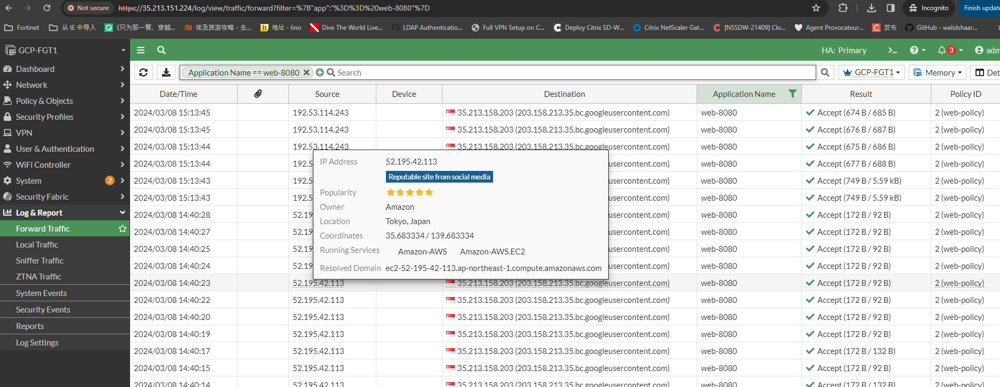 Not secure https://35.213.151.224/log/view/traffic/forward?filter=%7B"app":"%3D%3D%20web-8080"%7D Incognito Finish update
Fortinet 从 IE 中导入 《只为那一瞥，穿越... 埃及旅游攻略 - 去... 地址 - lino Dive The World Live... CS LDAP Authenticatio... Full VPN Setup on C... Deploy Citrix SD-W... Citrix NetScaler Gat... [NSSDW-21409] Clo... Agent Provocateur... 发布 GitHub - walidshaar...
GCP-FGT1 HA: Primary >_ 3 adm
Dashboard
Network
Policy & Objects
Security Profiles
VPN
User & Authentication
WiFi Controller
System 2
Security Fabric
Log & Report
Forward Traffic
Local Traffic
Sniffer Traffic
ZTNA Traffic
System Events
Security Events
Reports
Log Settings
Application Name == web-8080 Search GCP-FGT1 Memory Det
Date/Time Source Device Destination Application Name Result Policy ID
2024/03/08 15:13:45 192.53.114.243 35.213.158.203 (203.158.213.35.bc.googleusercontent.com) web-8080 Accept (674 B / 685 B) 2 (web-policy)
2024/03/08 15:13:45 192.53.114.243 35.213.158.203 (203.158.213.35.bc.googleusercontent.com) web-8080 Accept (676 B / 687 B) 2 (web-policy)
2024/03/08 15:13:44 192.53.114.243 35.213.158.203 (203.158.213.35.bc.googleusercontent.com) web-8080 Accept (675 B / 686 B) 2 (web-policy)
2024/03/08 15:13:44 192.5 usercontent.com) web-8080 Accept (677 B / 688 B) 2 (web-policy)
2024/03/08 15:13:43 192.5 usercontent.com) web-8080 Accept (749 B / 5.59 kB) 2 (web-policy)
2024/03/08 15:13:43 192.5 usercontent.com) web-8080 Accept (749 B / 5.59 kB) 2 (web-policy)
2024/03/08 14:40:28 52.19 usercontent.com) web-8080 Accept (172 B / 92 B) 2 (web-policy)
2024/03/08 14:40:27 52.19 usercontent.com) web-8080 Accept (172 B / 92 B) 2 (web-policy)
2024/03/08 14:40:25 52.19 usercontent.com) web-8080 Accept (172 B / 92 B) 2 (web-policy)
2024/03/08 14:40:24 52.19 usercontent.com) web-8080 Accept (172 B / 92 B) 2 (web-policy)
2024/03/08 14:40:23 52.195.42.113 35.213.158.203 (203.158.213.35.bc.googleusercontent.com) web-8080 Accept (172 B / 92 B) 2 (web-policy)
2024/03/08 14:40:22 52.195.42.113 35.213.158.203 (203.158.213.35.bc.googleusercontent.com) web-8080 Accept (172 B / 92 B) 2 (web-policy)
2024/03/08 14:40:20 52.195.42.113 35.213.158.203 (203.158.213.35.bc.googleusercontent.com) web-8080 Accept (172 B / 92 B) 2 (web-policy)
2024/03/08 14:40:19 52.195.42.113 35.213.158.203 (203.158.213.35.bc.googleusercontent.com) web-8080 Accept (172 B / 92 B) 2 (web-policy)
2024/03/08 14:40:17 52.195.42.113 35.213.158.203 (203.158.213.35.bc.googleusercontent.com) web-8080 Accept (172 B / 132 B) 2 (web-policy)
2024/03/08 14:40:15 52.195.42.113 35.213.158.203 (203.158.213.35.bc.googleusercontent.com) web-8080 Accept (172 B / 92 B) 2 (web-policy)
2024/03/08 14:40:14 52.195.42.113 35.213.158.203 (203.158.213.35.bc.googleusercontent.com) web-8080 Accept (172 B / 132 B) 2 (web-policy)
IP Address 52.195.42.113
Reputable site from social media
Popularity
Owner Amazon
Location Tokyo, Japan
Coordinates 35.683334 / 139.683334
Running Services Amazon-AWS Amazon-AWS.EC2
Resolved Domain ec2-52-195-42-113.ap-northeast-1.compute.amazonaws.com